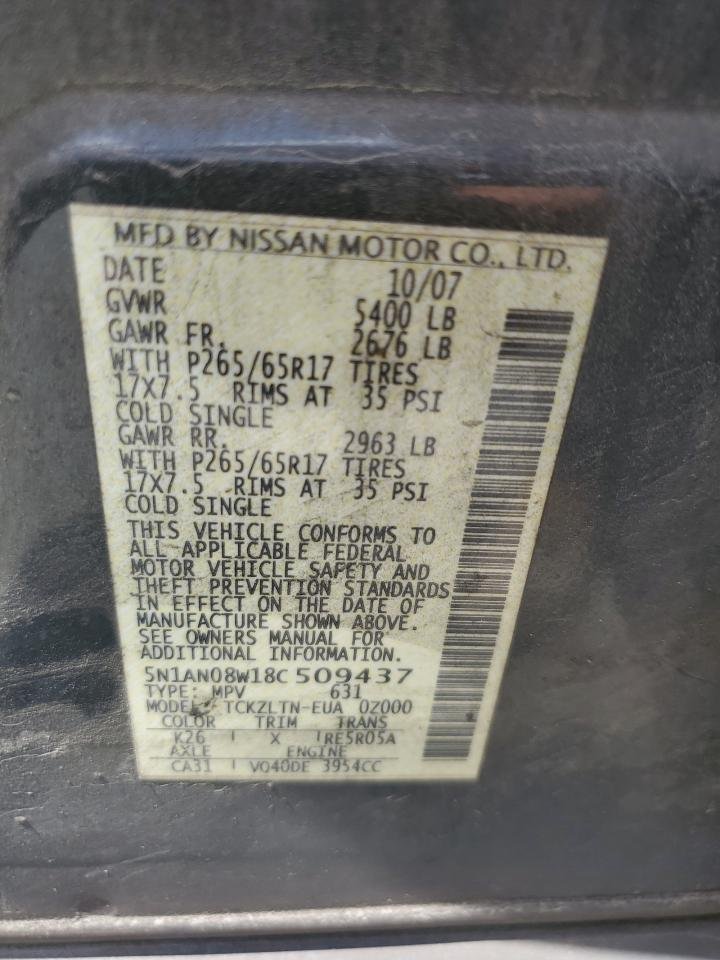 MFD BY NISSAN MOTOR CO., LTD.
DATE 10/07
GVWR 5400 LB
GAWR FR. 2676 LB
WITH P265/65R17 TIRES
17X7.5 RIMS AT 35 PSI
COLD SINGLE
GAWR RR. 2963 LB
WITH P265/65R17 TIRES
17X7.5 RIMS AT 35 PSI
COLD SINGLE
THIS VEHICLE CONFORMS TO
ALL APPLICABLE FEDERAL
MOTOR VEHICLE SAFETY AND
THEFT PREVENTION STANDARDS
IN EFFECT ON THE DATE OF
MANUFACTURE SHOWN ABOVE.
SEE OWNERS MANUAL FOR
ADDITIONAL INFORMATION.
5N1AN08W18C509437
TYPE: MPV 631
MODEL: TCKZLTN-EUA 0Z000
COLOR TRIM TRANS
K26 X RE5R05A
AXLE ENGINE
CA31 VQ40DE 3954CC